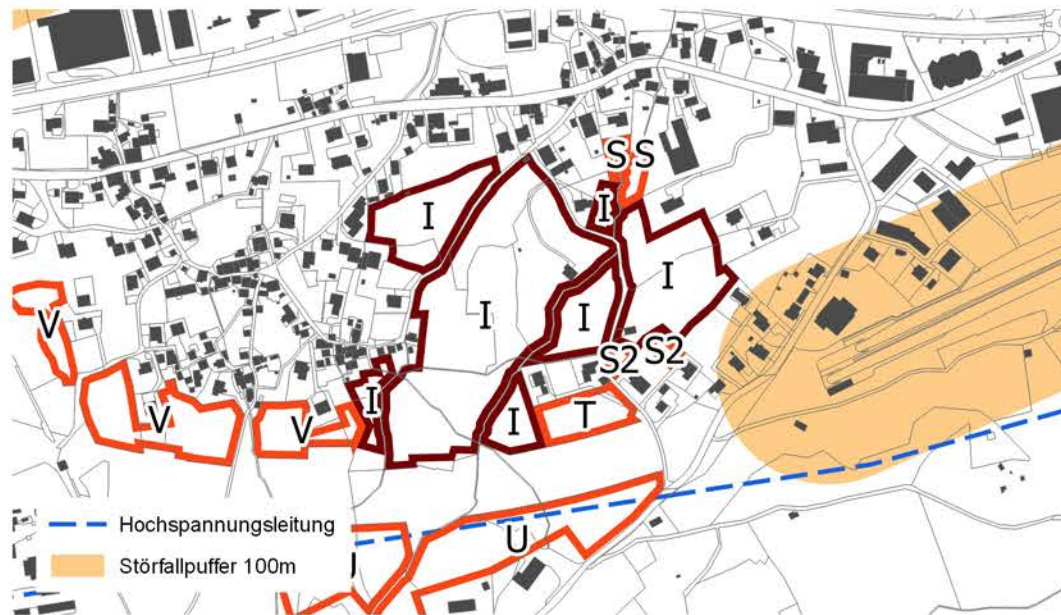 S S
I
I
I
V
I
I
S2 S2
V
V
I
I
T
U
U
Hochspannungsleitung
Störfallpuffer 100m